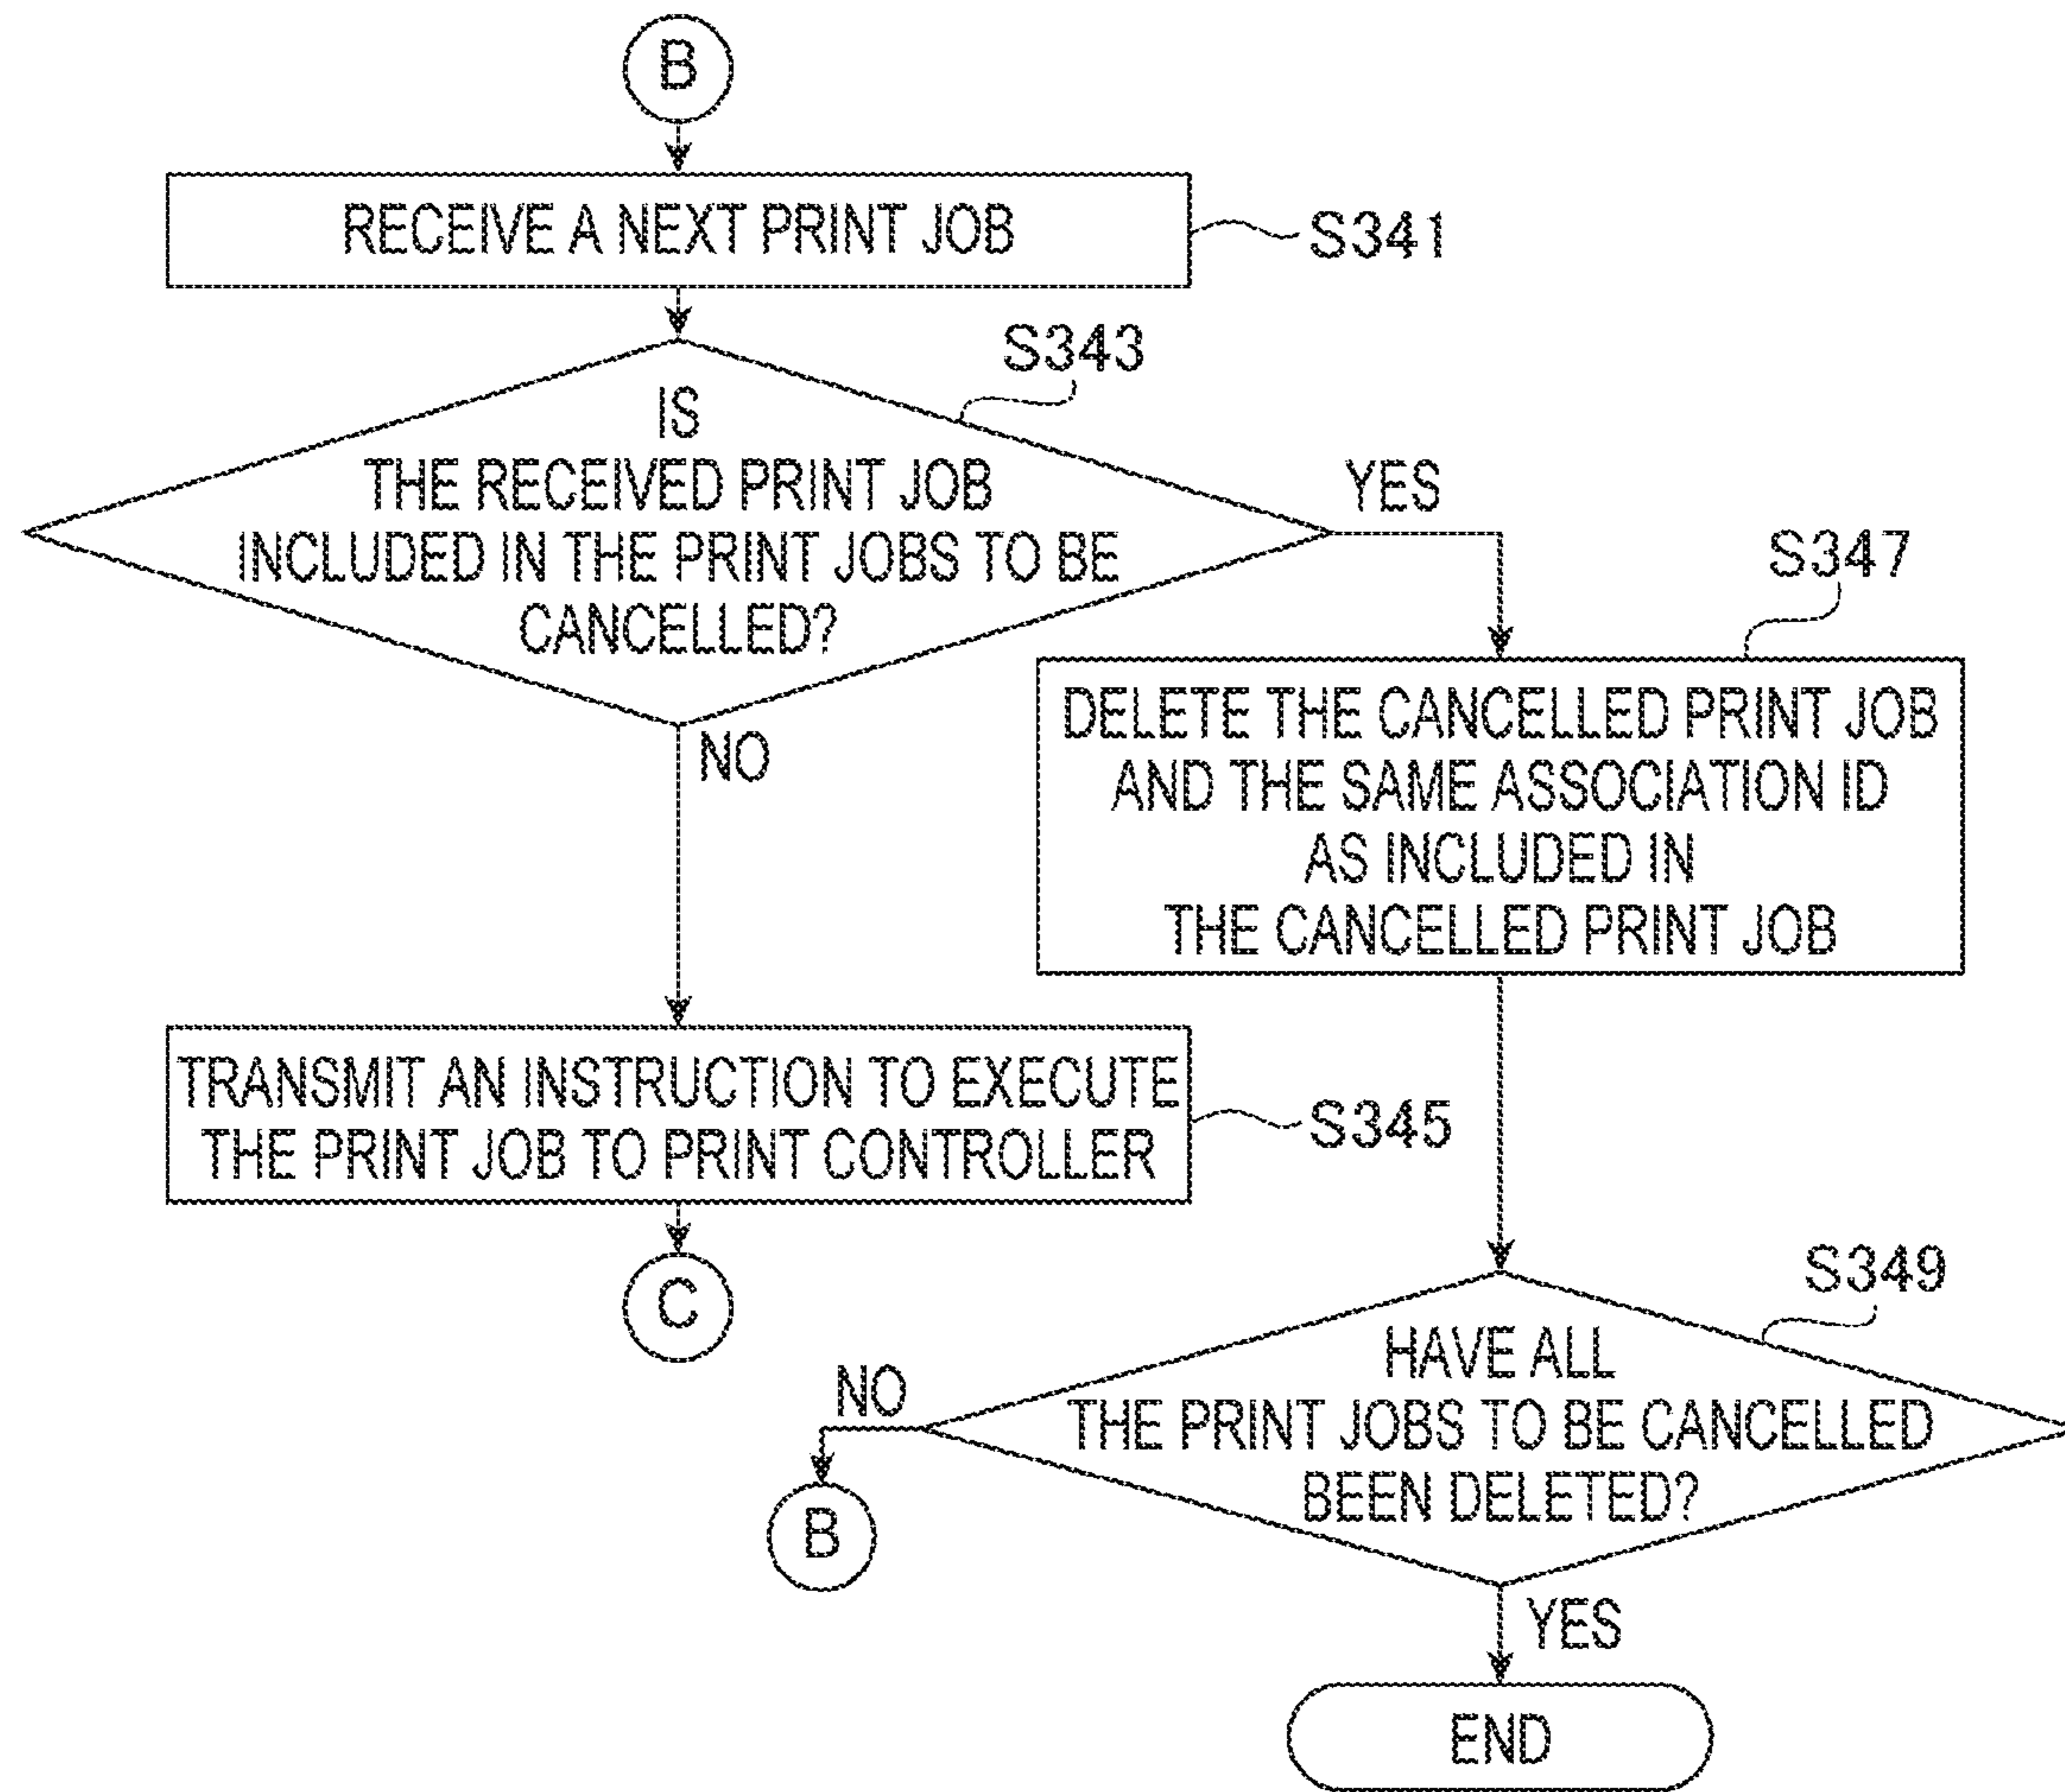 B
RECEIVE A NEXT PRINT JOB
S341
S343
IS
THE RECEIVED PRINT JOB
INCLUDED IN THE PRINT JOBS TO BE
CANCELLED?
YES
NO
S347
DELETE THE CANCELLED PRINT JOB
AND THE SAME ASSOCIATION ID
AS INCLUDED IN
THE CANCELLED PRINT JOB
TRANSMIT AN INSTRUCTION TO EXECUTE
THE PRINT JOB TO PRINT CONTROLLER
S345
C
S349
HAVE ALL
THE PRINT JOBS TO BE CANCELLED
BEEN DELETED?
NO
B
YES
END